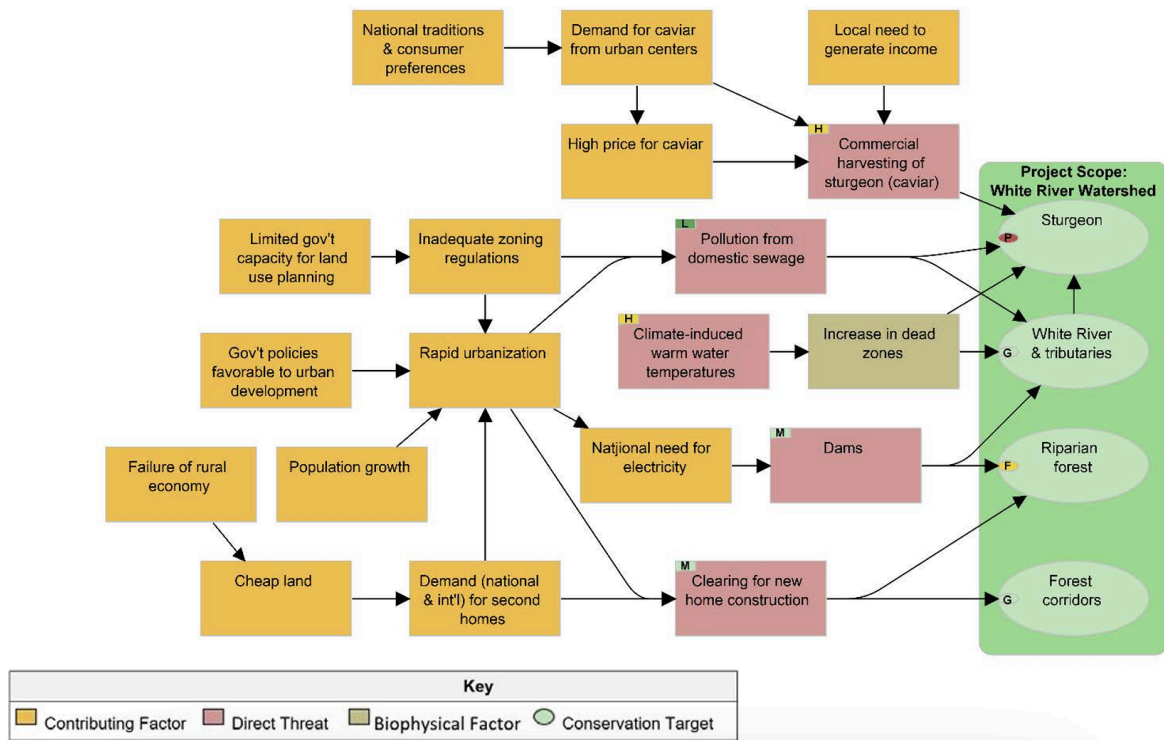 National traditions
& consumer
preferences
Demand for caviar
from urban centers
Local need to
generate income
High price for caviar
H
Commercial
harvesting of
sturgeon (caviar)
Project Scope:
White River Watershed
Sturgeon
P
Limited gov't
capacity for land
use planning
Inadequate zoning
regulations
L
Pollution from
domestic sewage
Gov't policies
favorable to urban
development
Rapid urbanization
H
Climate-induced
warm water
temperatures
Increase in dead
zones
White River
& tributaries
G
Failure of rural
economy
Population growth
Natjional need for
electricity
M
Dams
Riparian
forest
F
Cheap land
Demand (national
& int'l) for second
homes
M
Clearing for new
home construction
Forest
corridors
G
Key
Contributing Factor
Direct Threat
Biophysical Factor
Conservation Target